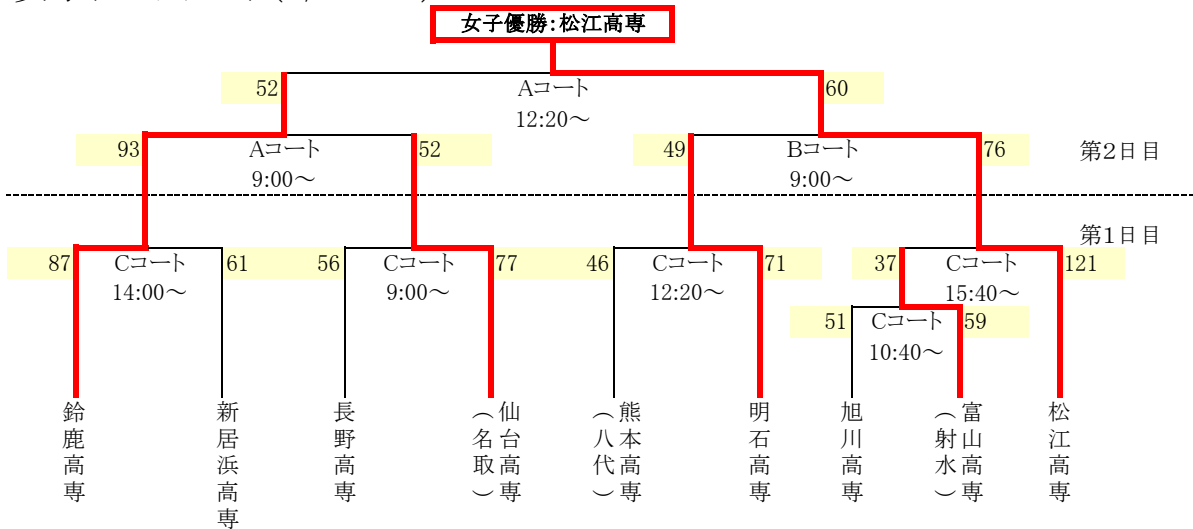 女子優勝:松江高専
52
Aコート
60
12:20～
93
Aコート
52
49
Bコート
76
第2日目
9:00～
9:00～
第1日目
87
Cコート
61
56
Cコート
77
46
Cコート
71
37
Cコート
121
14:00～
9:00～
12:20～
15:40～
51
Cコート
59
10:40～
鈴鹿高専
新居浜高専
長野高専
仙台高専
（名取）
熊本高専
（八代）
明石高専
旭川高専
富山高専
（射水）
松江高専